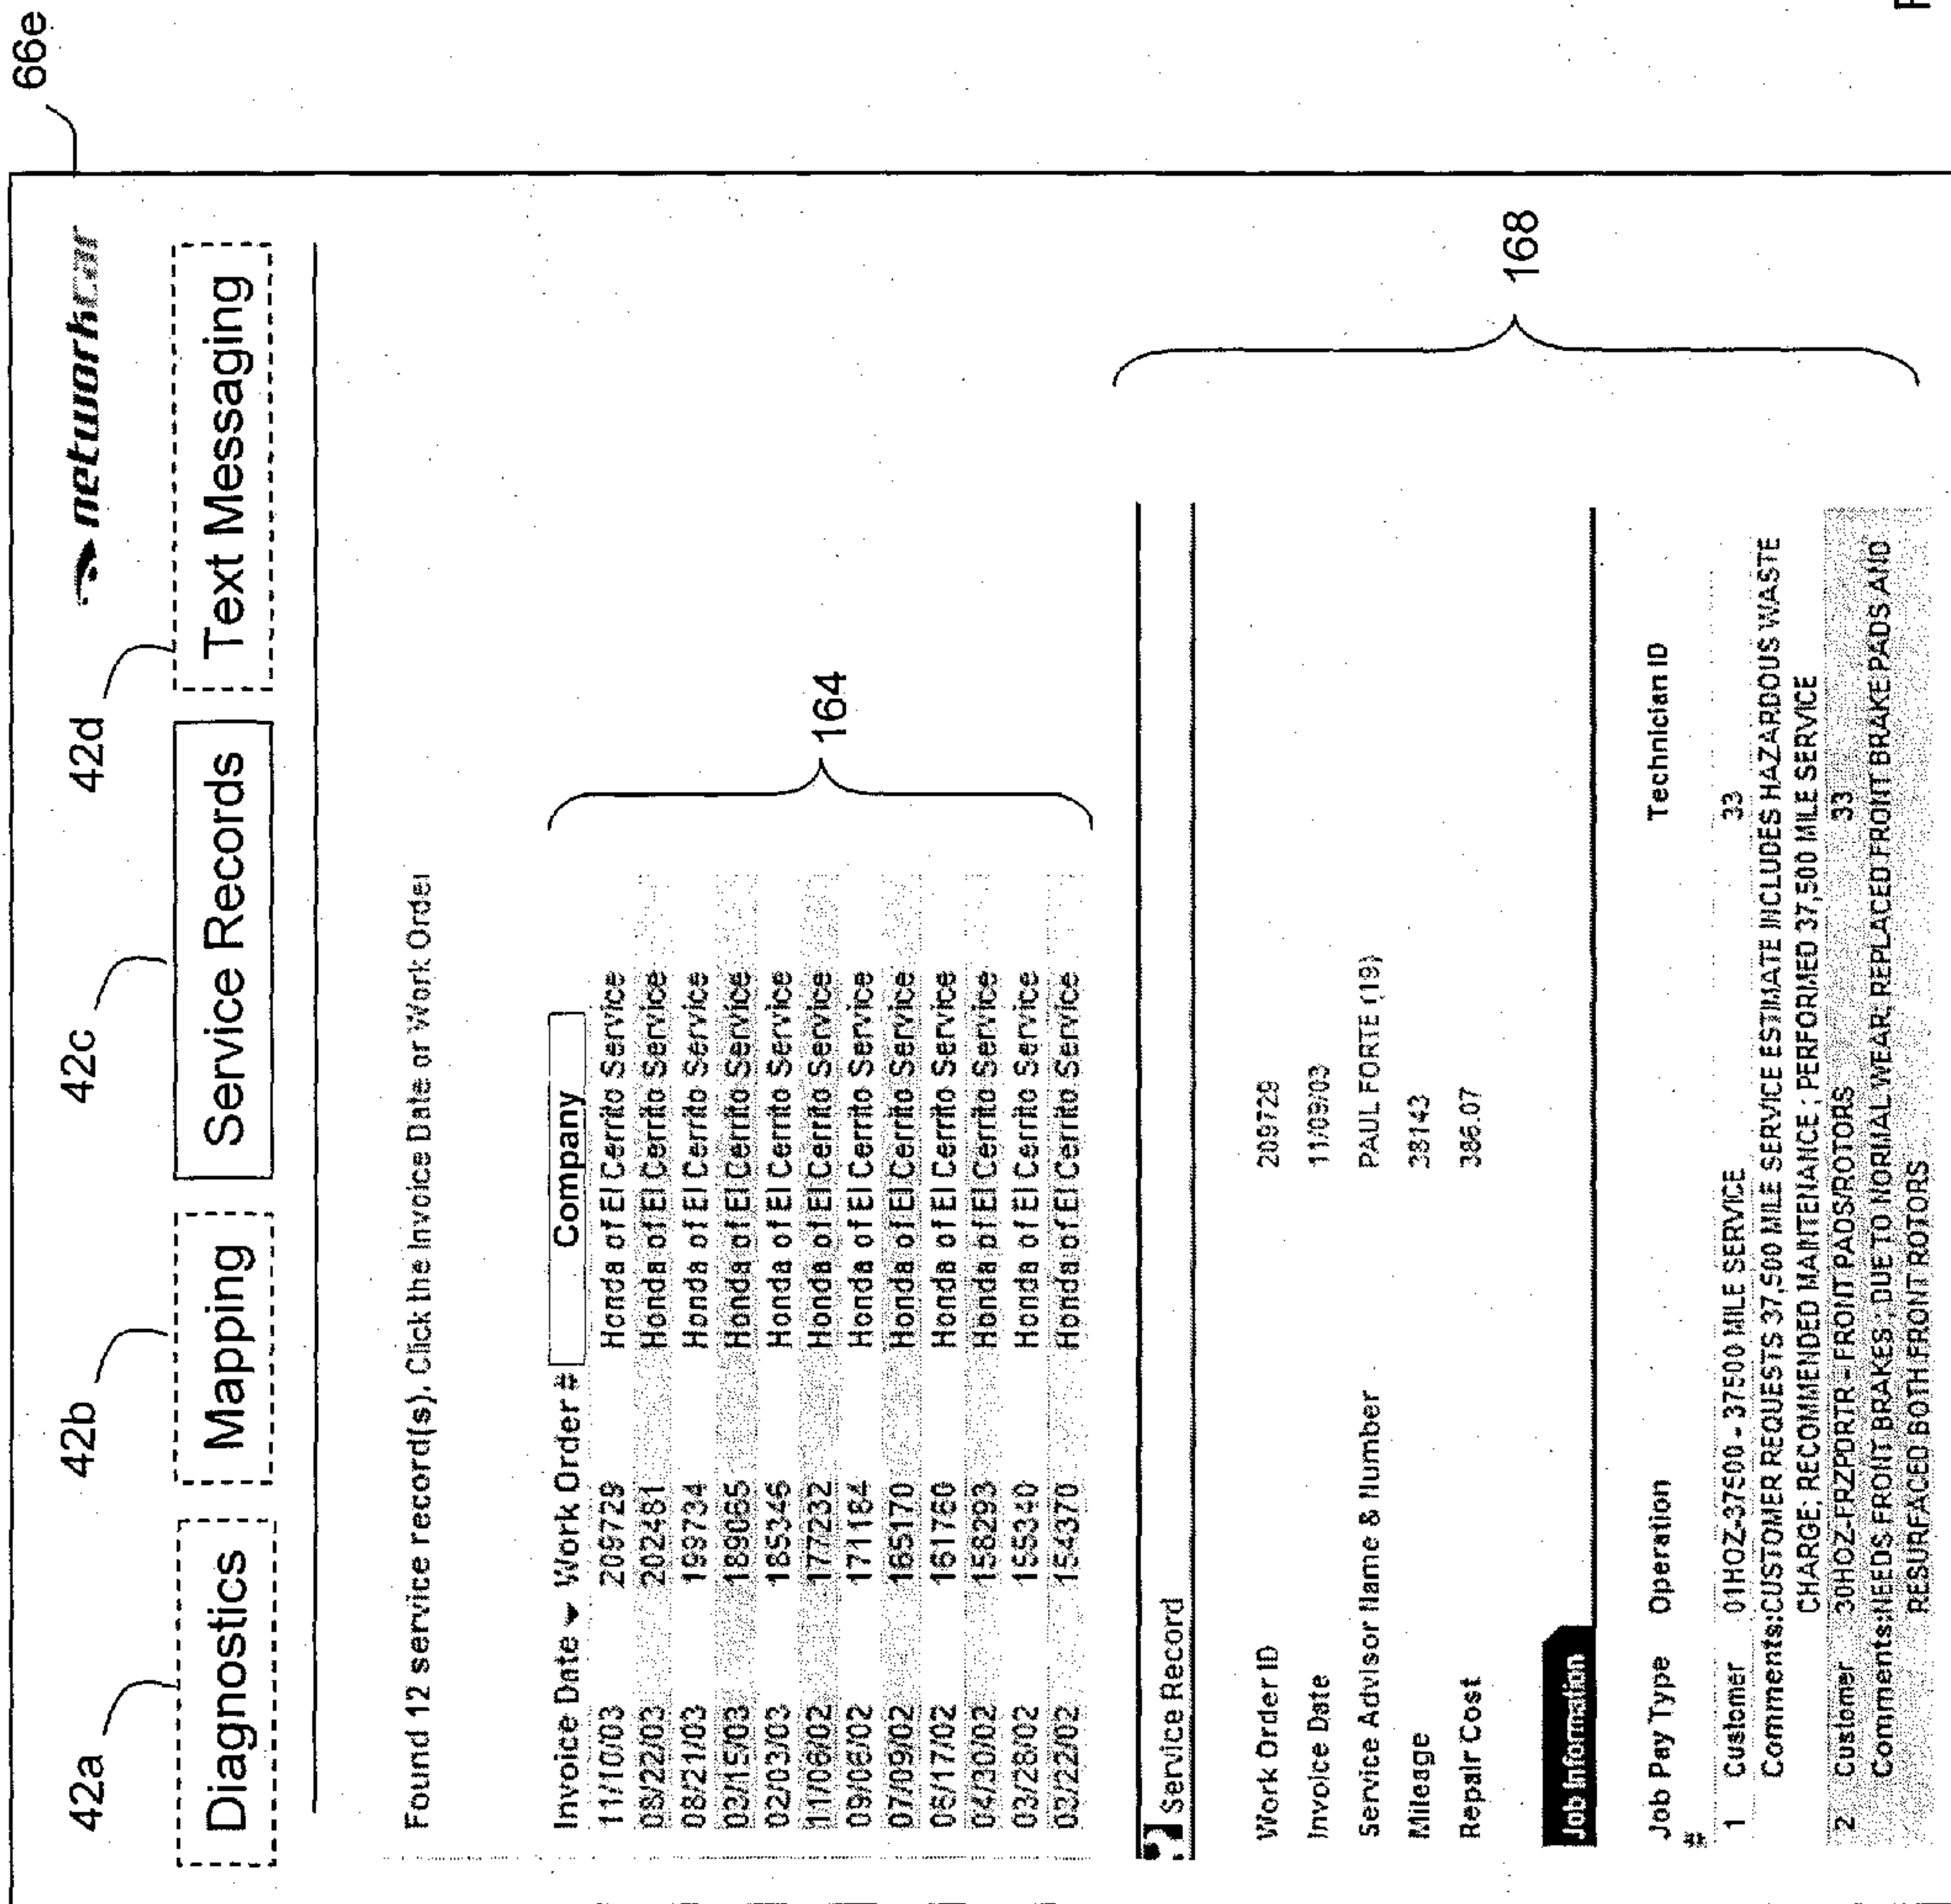 66e
networkcar
42a 42b 42c 42d
Diagnostics Mapping Service Records Text Messaging
Found 12 service record(s). Click the Invoice Date or Work Order
Invoice Date Work Order # Company
11/10/03 209729 Honda of El Cerrito Service
08/22/03 202481 Honda of El Cerrito Service
08/21/03 199734 Honda of El Cerrito Service
03/15/03 189065 Honda of El Cerrito Service
02/03/03 185346 Honda of El Cerrito Service
11/06/02 177232 Honda of El Cerrito Service
09/06/02 171184 Honda of El Cerrito Service
07/09/02 165170 Honda of El Cerrito Service
06/17/02 161760 Honda of El Cerrito Service
04/30/02 158293 Honda of El Cerrito Service
03/28/02 155340 Honda of El Cerrito Service
03/22/02 154370 Honda of El Cerrito Service
164
Service Record
168
Work Order ID 209729
Invoice Date 11/09/03
Service Advisor Name & Number PAUL FORTE (19)
Mileage 38143
Repair Cost 386.07
Job Information
Job Pay Type Operation Technician ID
#
1 Customer 01HOZ-37500 - 37500 MILE SERVICE 33
Comments:CUSTOMER REQUESTS 37,500 MILE SERVICE ESTIMATE INCLUDES HAZARDOUS WASTE
CHARGE; RECOMMENDED MAINTENANCE ; PERFORMED 37,500 MILE SERVICE
2 Customer 30HOZ-FRZPDRTR - FRONT PADS/ROTORS 33
Comments:NEEDS FRONT BRAKES ; DUE TO NORMAL WEAR, REPLACED FRONT BRAKE PADS AND
RESURFACED BOTH FRONT ROTORS